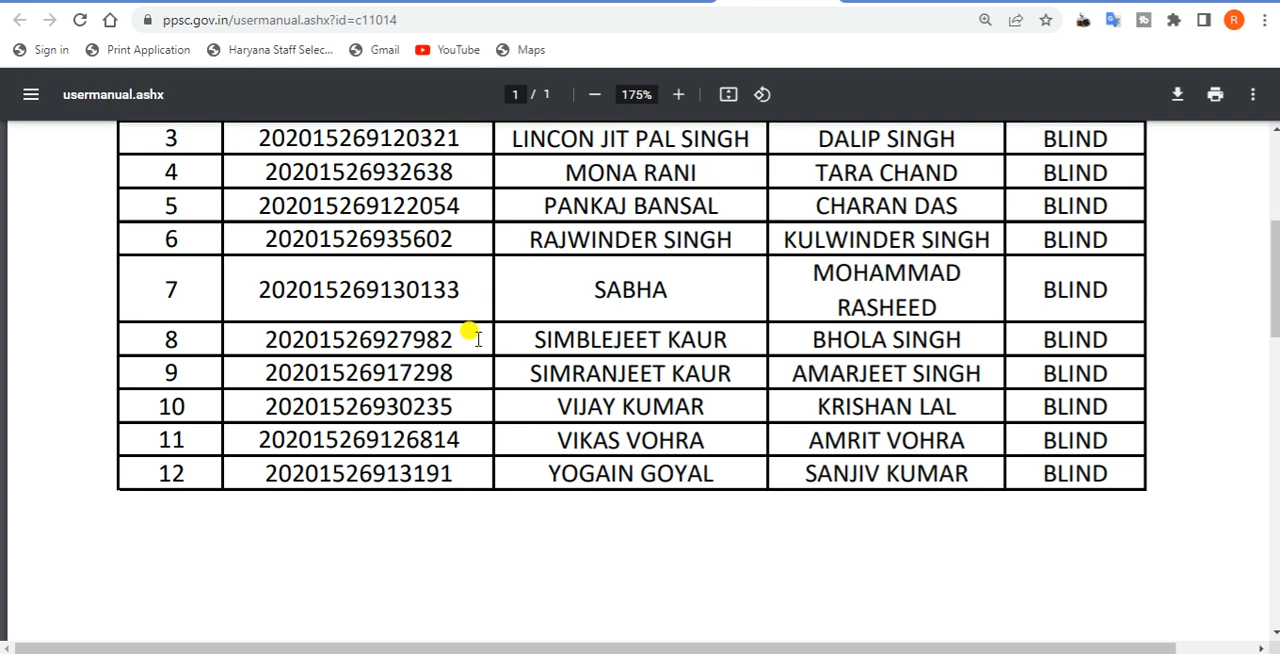 ppsc.gov.in/usermanual.ashx?id=c11014
R
Sign in Print Application Haryana Staff Selec... Gmail YouTube Maps
usermanual.ashx 1 / 1 175%
3 202015269120321 LINCON JIT PAL SINGH DALIP SINGH BLIND
4 20201526932638 MONA RANI TARA CHAND BLIND
5 202015269122054 PANKAJ BANSAL CHARAN DAS BLIND
6 20201526935602 RAJWINDER SINGH KULWINDER SINGH BLIND
7 202015269130133 SABHA MOHAMMAD RASHEED BLIND
8 20201526927982 SIMBLEJEET KAUR BHOLA SINGH BLIND
9 20201526917298 SIMRANJEET KAUR AMARJEET SINGH BLIND
10 20201526930235 VIJAY KUMAR KRISHAN LAL BLIND
11 202015269126814 VIKAS VOHRA AMRIT VOHRA BLIND
12 20201526913191 YOGAIN GOYAL SANJIV KUMAR BLIND